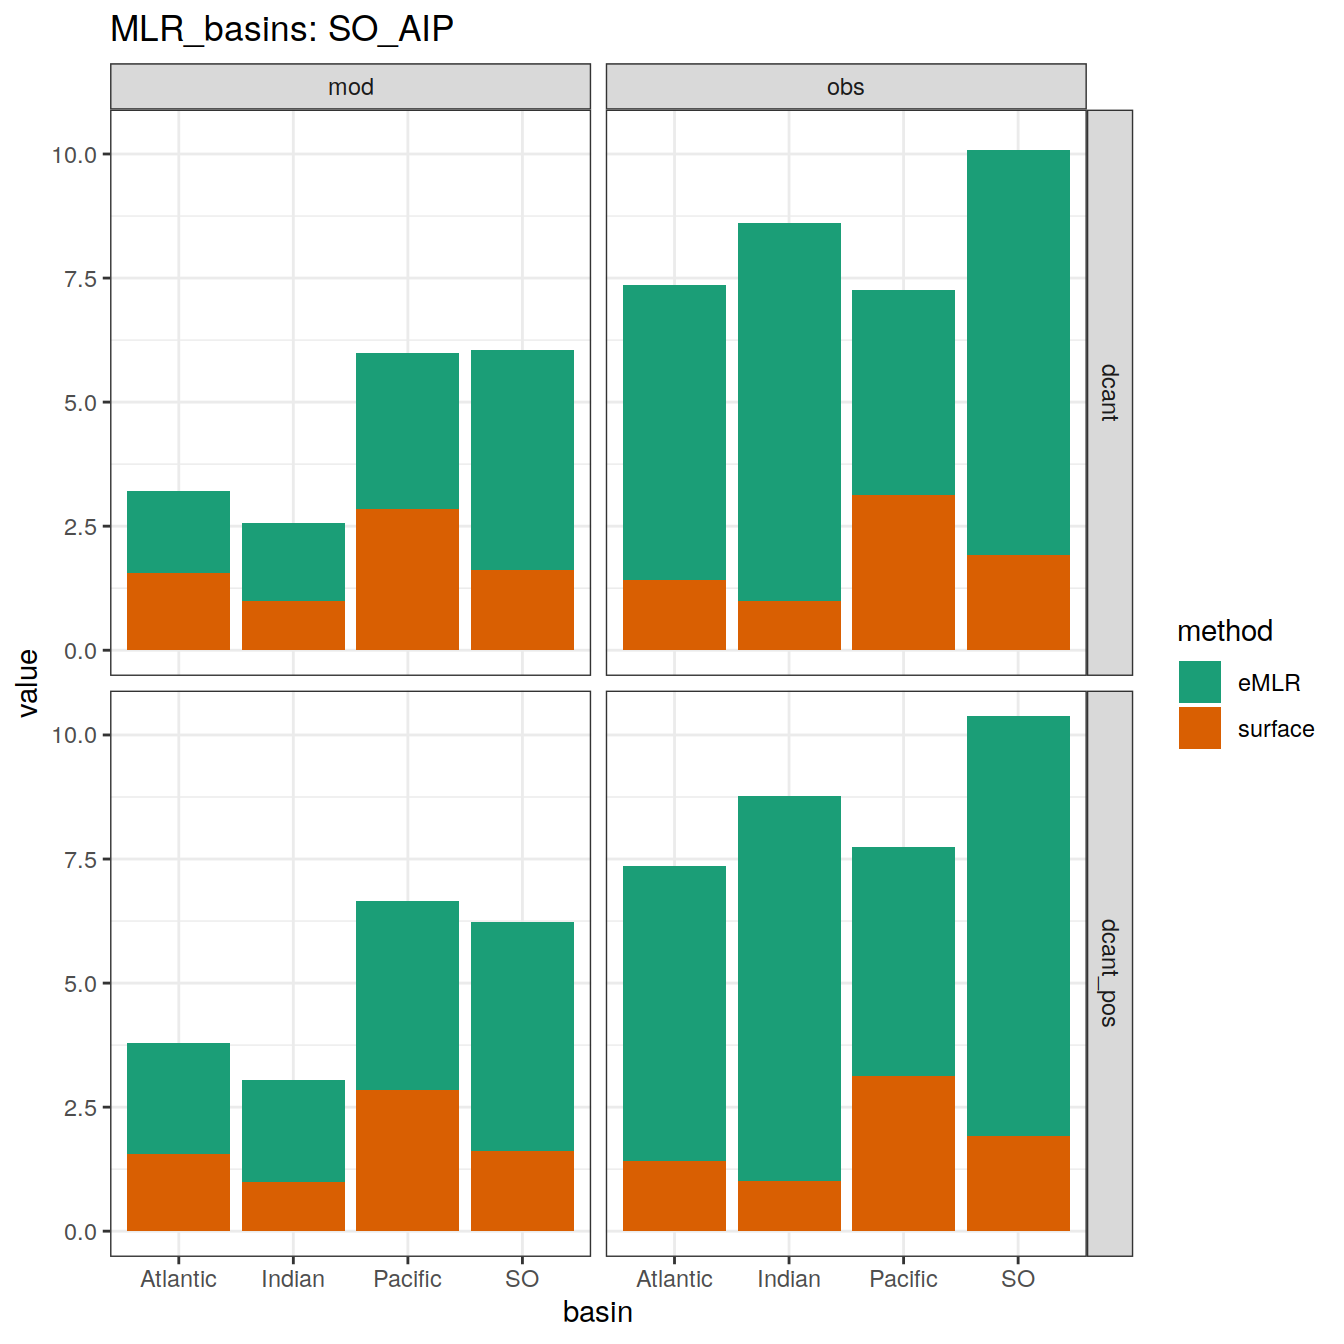 MLR_basins: SO_AIP
mod
obs
10.0
7.5
5.0
2.5
0.0
dcant
10.0
7.5
5.0
2.5
0.0
dcant_pos
value
Atlantic Indian Pacific SO
Atlantic Indian Pacific SO
basin
method
eMLR
surface